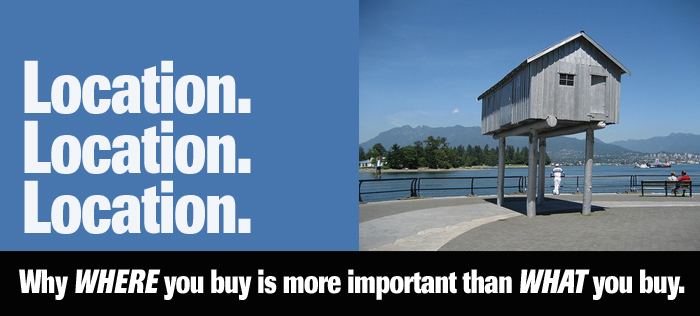 Location.
Location.
Location.
Why WHERE you buy is more important than WHAT you buy.